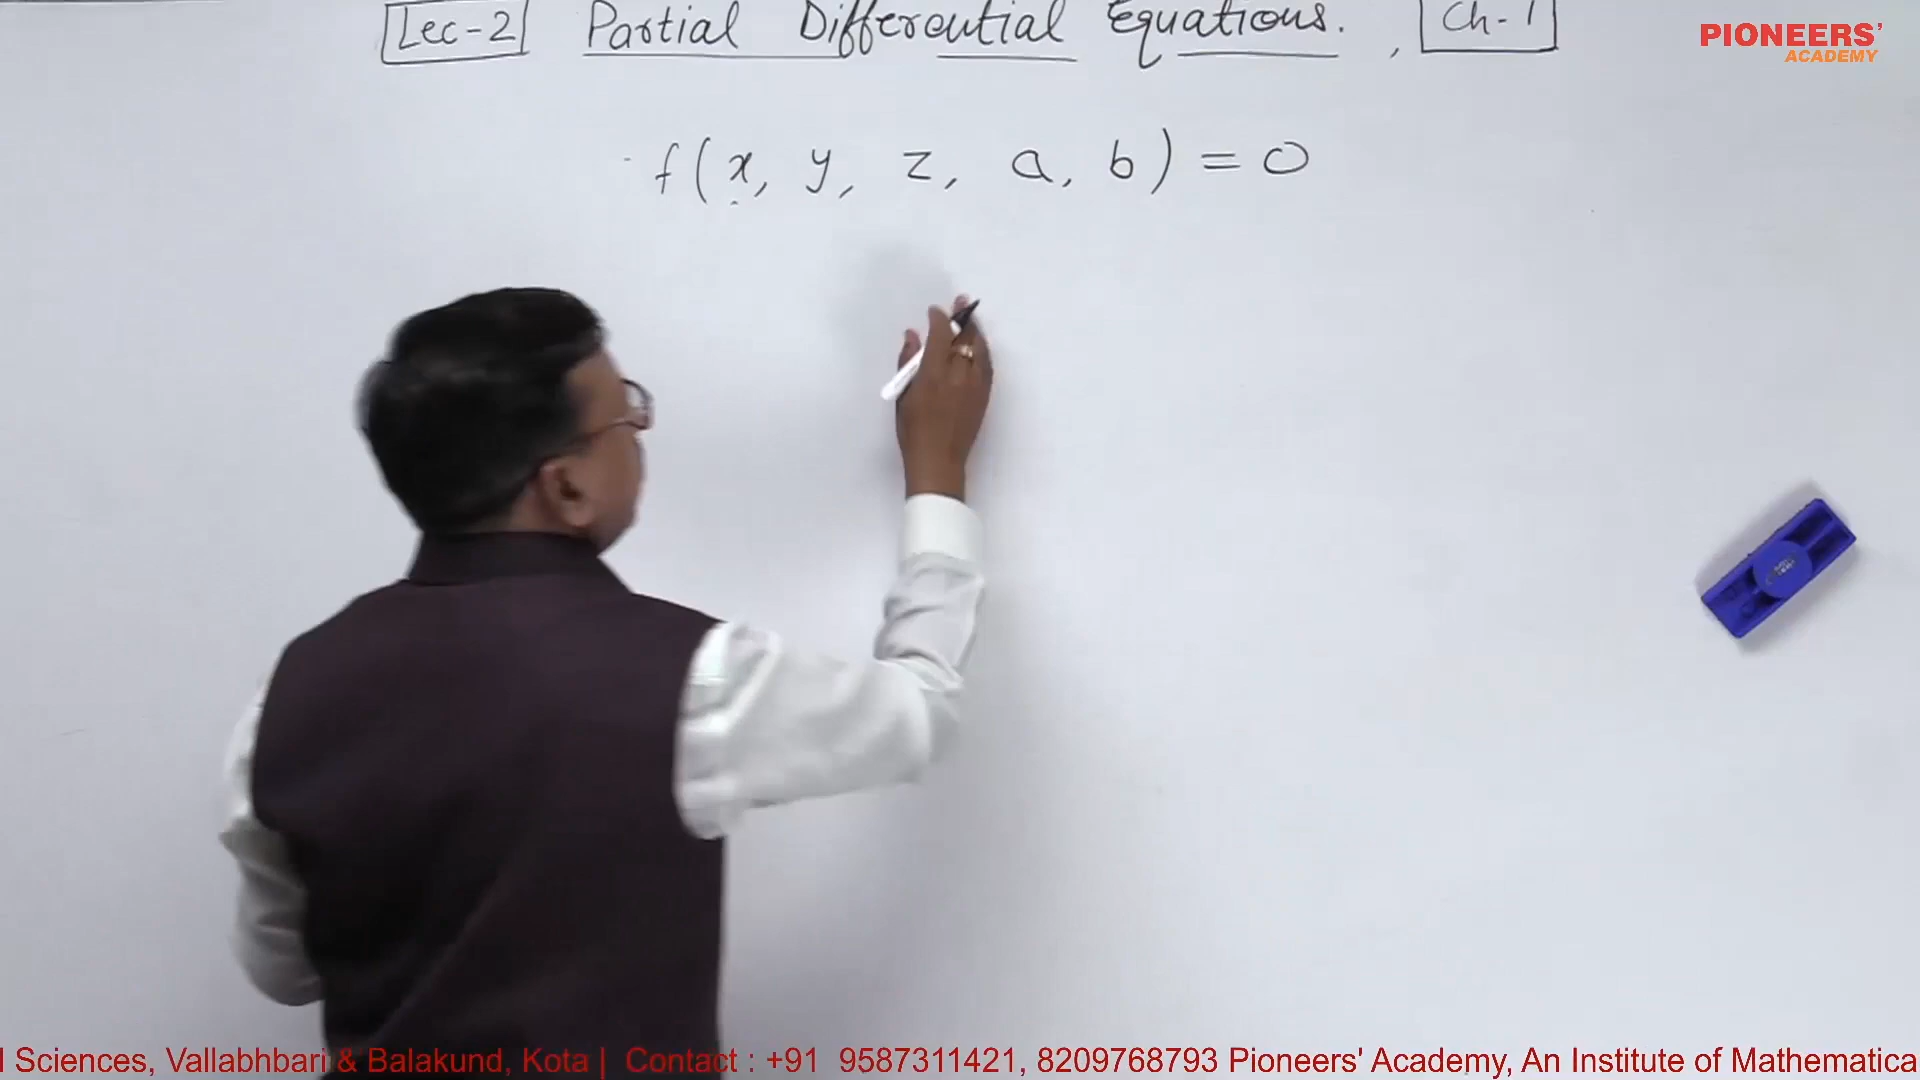 Lec-2 Partial Differential Equations. , Ch-1
PIONEERS'
ACADEMY
f(x, y, z, a, b) = 0
l Sciences, Vallabhbari & Balakund, Kota | Contact : +91 9587311421, 8209768793 Pioneers' Academy, An Institute of Mathematica